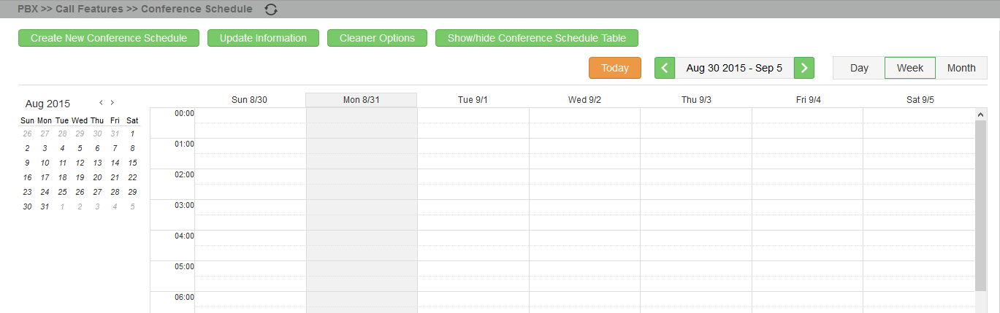 PBX >> Call Features >> Conference Schedule
Create New Conference Schedule Update Information Cleaner Options Show/hide Conference Schedule Table
Today Aug 30 2015 - Sep 5 Day Week Month
Aug 2015
Sun Mon Tue Wed Thu Fri Sat
26 27 28 29 30 31 1
2 3 4 5 6 7 8
9 10 11 12 13 14 15
16 17 18 19 20 21 22
23 24 25 26 27 28 29
30 31 1 2 3 4 5
Sun 8/30 Mon 8/31 Tue 9/1 Wed 9/2 Thu 9/3 Fri 9/4 Sat 9/5
00:00
01:00
02:00
03:00
04:00
05:00
06:00